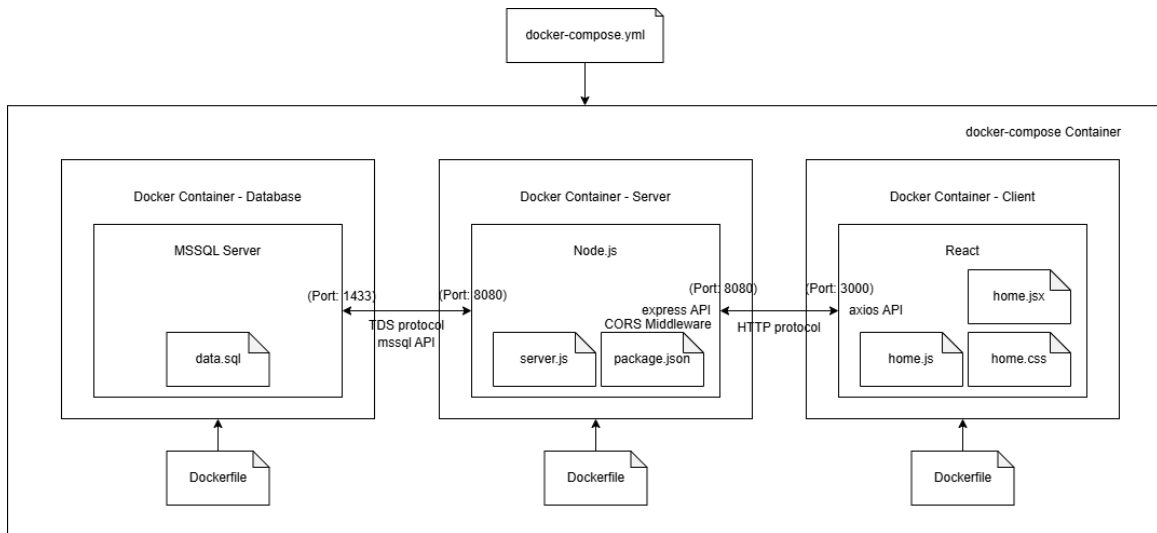 docker-compose.yml
docker-compose Container
Docker Container - Database
MSSQL Server
(Port: 1433)
data.sql
Dockerfile
TDS protocol
mssql API
Docker Container - Server
Node.js
(Port: 8080)
(Port: 8080)
express API
CORS Middleware
server.js
package.json
Dockerfile
HTTP protocol
Docker Container - Client
React
(Port: 3000)
axios API
home.jsx
home.js
home.css
Dockerfile